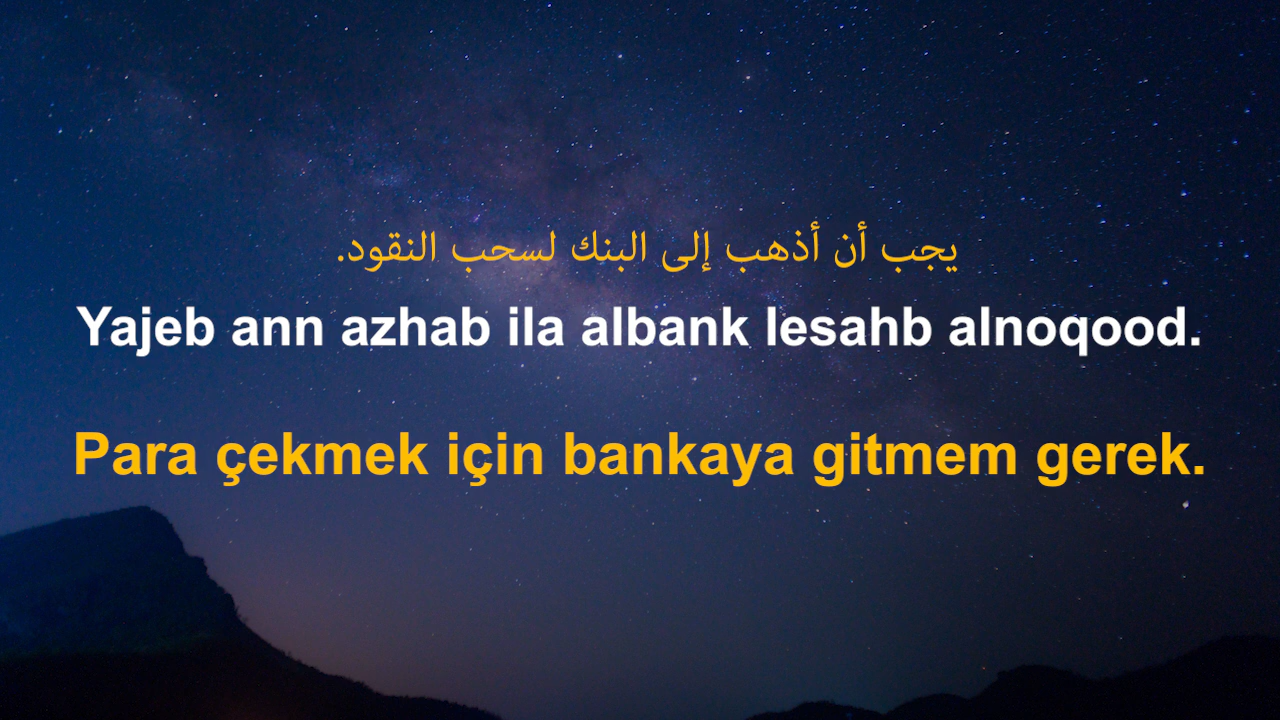 يجب أن أذهب إلى البنك لسحب النقود.
Yajeb ann azhab ila albank lesahb alnoqood.
Para çekmek için bankaya gitmem gerek.